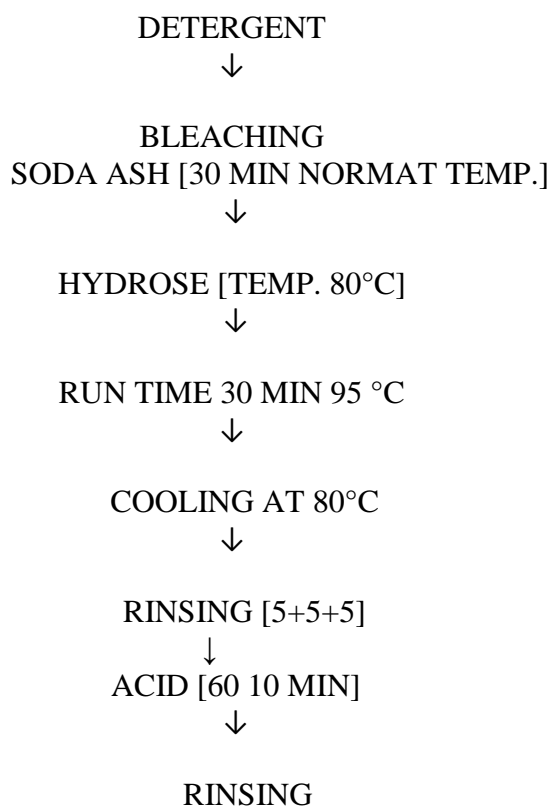 DETERGENT
↓
BLEACHING
SODA ASH [30 MIN NORMAT TEMP.]
↓
HYDROSE [TEMP. 80°C]
↓
RUN TIME 30 MIN 95 °C
↓
COOLING AT 80°C
↓
RINSING [5+5+5]
↓
ACID [60 10 MIN]
↓
RINSING